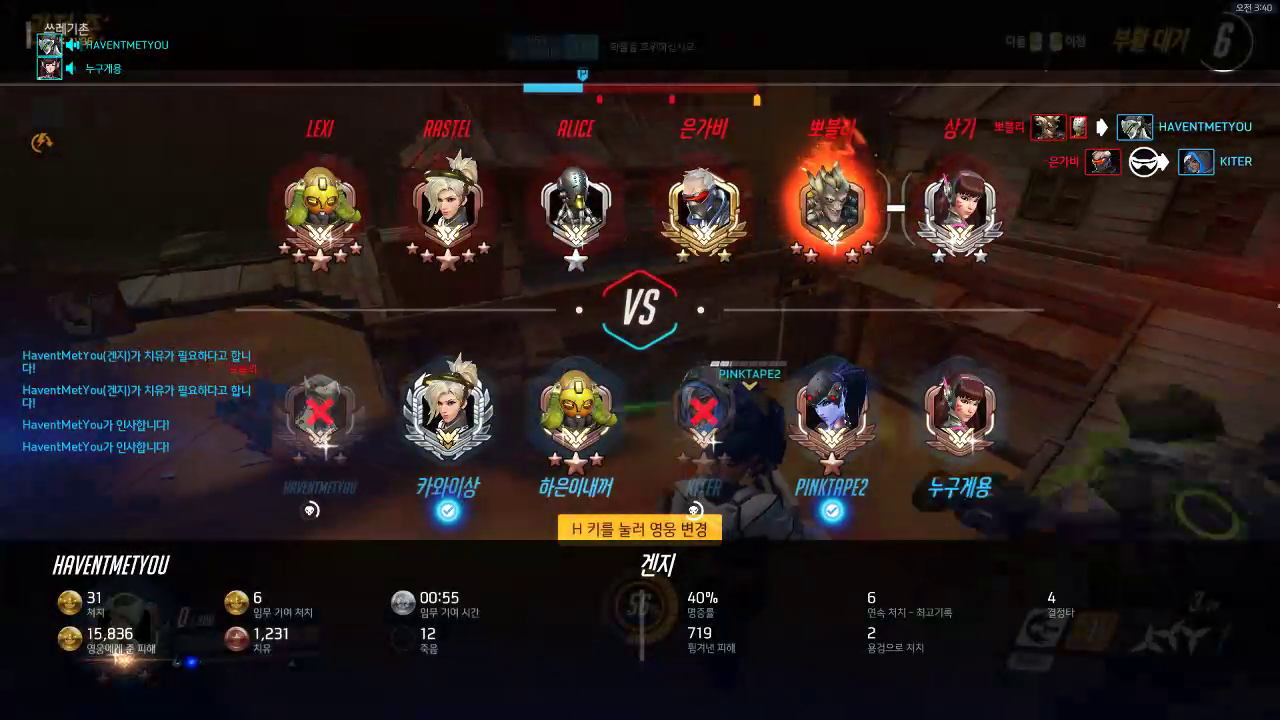 오전 3:40
쓰레기촌
HAVENTMETYOU
누구게용
부활 대기 6
LEXI RASTEL ALICE 은가비 뽀블리 상기
뽀블리 HAVENTMETYOU
은가비 KITER
VS
HaventMetYou(겐지)가 치유가 필요하다고 합니
다!
HaventMetYou(겐지)가 치유가 필요하다고 합니
다!
HaventMetYou가 인사합니다!
HaventMetYou가 인사합니다!
PINKTAPE2
HAVENTMETYOU 카와이상 하은이내꺼 KITER PINKTAPE2 누구게용
H 키를 눌러 영웅 변경
HAVENTMETYOU 겐지
31 6 00:55 40% 6 4
처치 임무 기여 처치 임무 기여 시간 명중률 연속 처치 - 최고기록 결정타
15,836 1,231 12 719 2
영웅에게 준 피해 치유 죽음 튕겨낸 피해 용검으로 처치